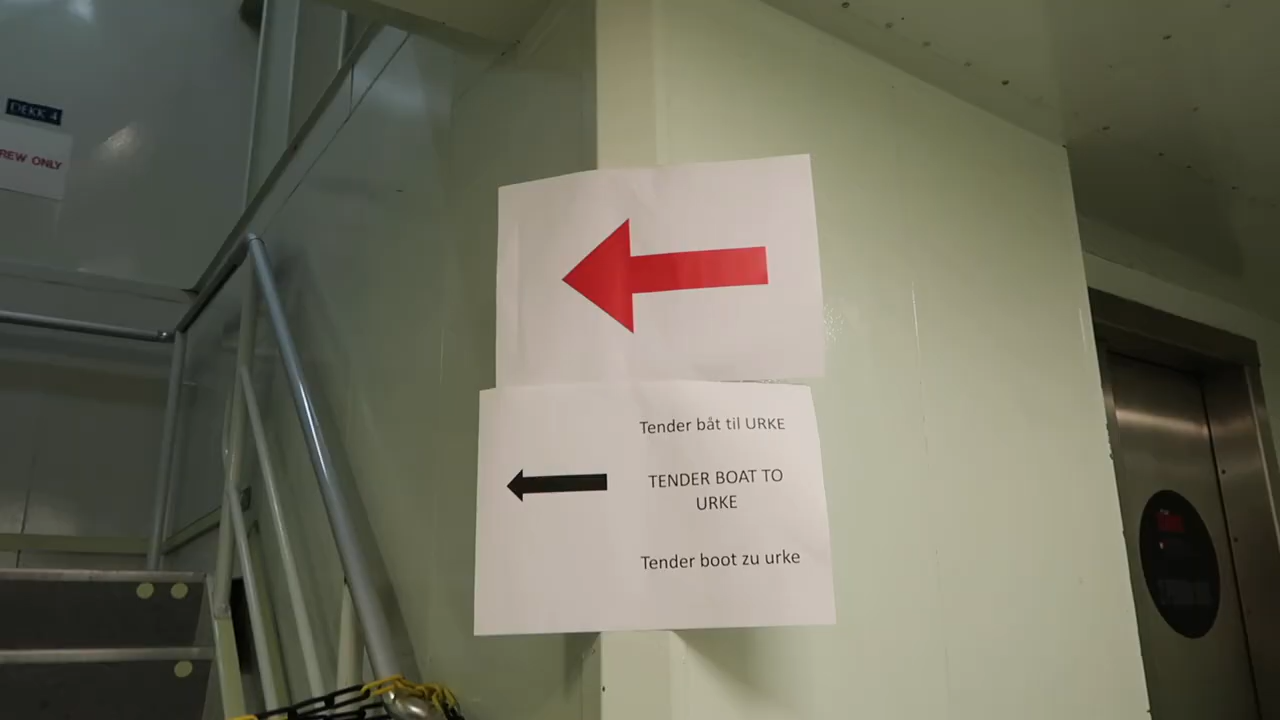 DEKK 4
REW ONLY
Tender båt til URKE
TENDER BOAT TO
URKE
Tender boot zu urke